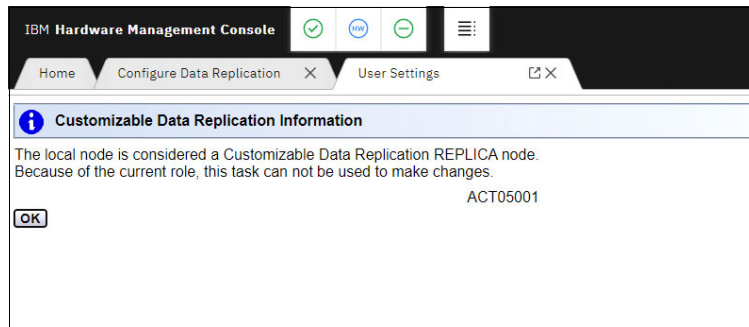 IBM Hardware Management Console
HW
Home
Configure Data Replication
User Settings
Customizable Data Replication Information
The local node is considered a Customizable Data Replication REPLICA node.
Because of the current role, this task can not be used to make changes.
ACT05001
OK